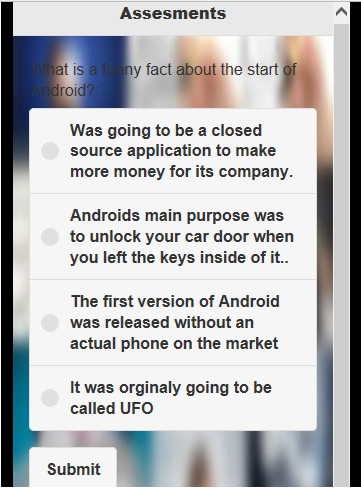 Assesments
What is a funny fact about the start of
Android?:
Was going to be a closed
source application to make
more money for its company.
Androids main purpose was
to unlock your car door when
you left the keys inside of it..
The first version of Android
was released without an
actual phone on the market
It was orginaly going to be
called UFO
Submit